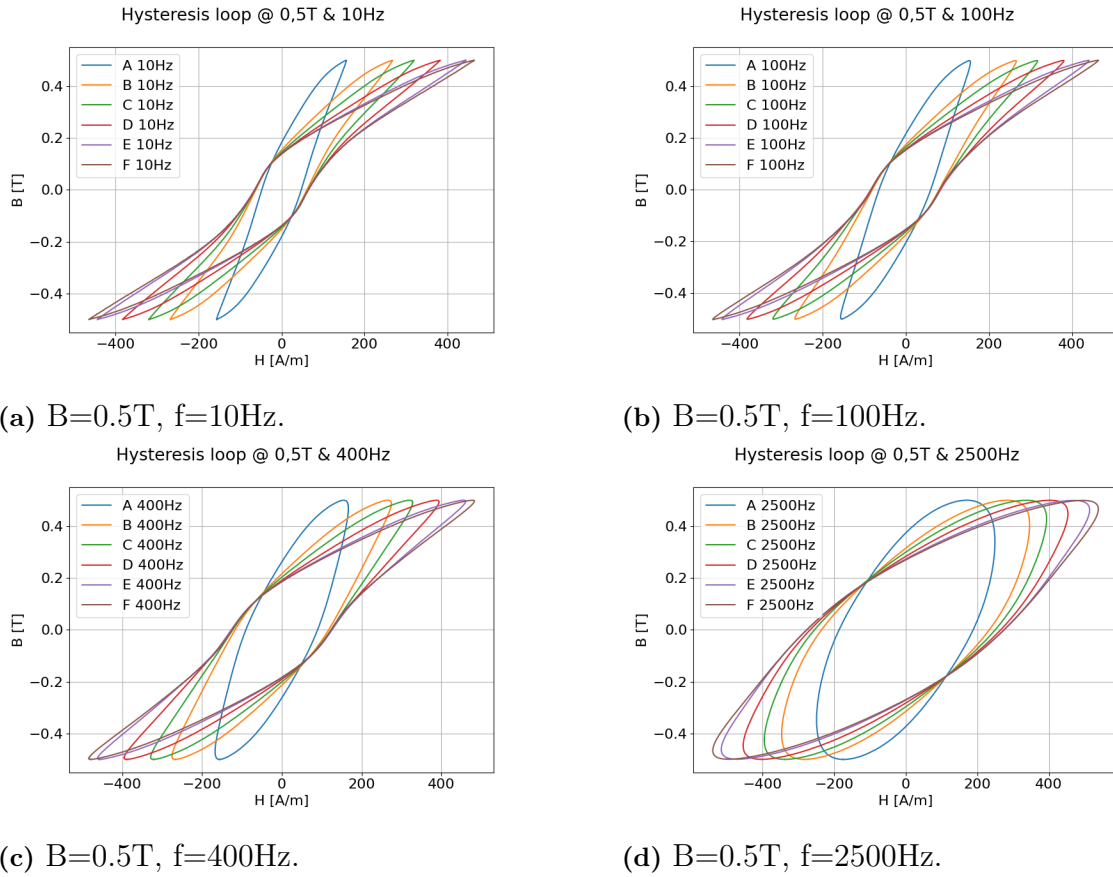 Hysteresis loop @ 0,5T & 10Hz
B [T]
0.4
0.2
0.0
−0.2
−0.4
A 10Hz
B 10Hz
C 10Hz
D 10Hz
E 10Hz
F 10Hz
−400 −200 0 200 400
H [A/m]
(a) B=0.5T, f=10Hz.
Hysteresis loop @ 0,5T & 100Hz
B [T]
0.4
0.2
0.0
−0.2
−0.4
A 100Hz
B 100Hz
C 100Hz
D 100Hz
E 100Hz
F 100Hz
−400 −200 0 200 400
H [A/m]
(b) B=0.5T, f=100Hz.
Hysteresis loop @ 0,5T & 400Hz
B [T]
0.4
0.2
0.0
−0.2
−0.4
A 400Hz
B 400Hz
C 400Hz
D 400Hz
E 400Hz
F 400Hz
−400 −200 0 200 400
H [A/m]
(c) B=0.5T, f=400Hz.
Hysteresis loop @ 0,5T & 2500Hz
B [T]
0.4
0.2
0.0
−0.2
−0.4
A 2500Hz
B 2500Hz
C 2500Hz
D 2500Hz
E 2500Hz
F 2500Hz
−400 −200 0 200 400
H [A/m]
(d) B=0.5T, f=2500Hz.